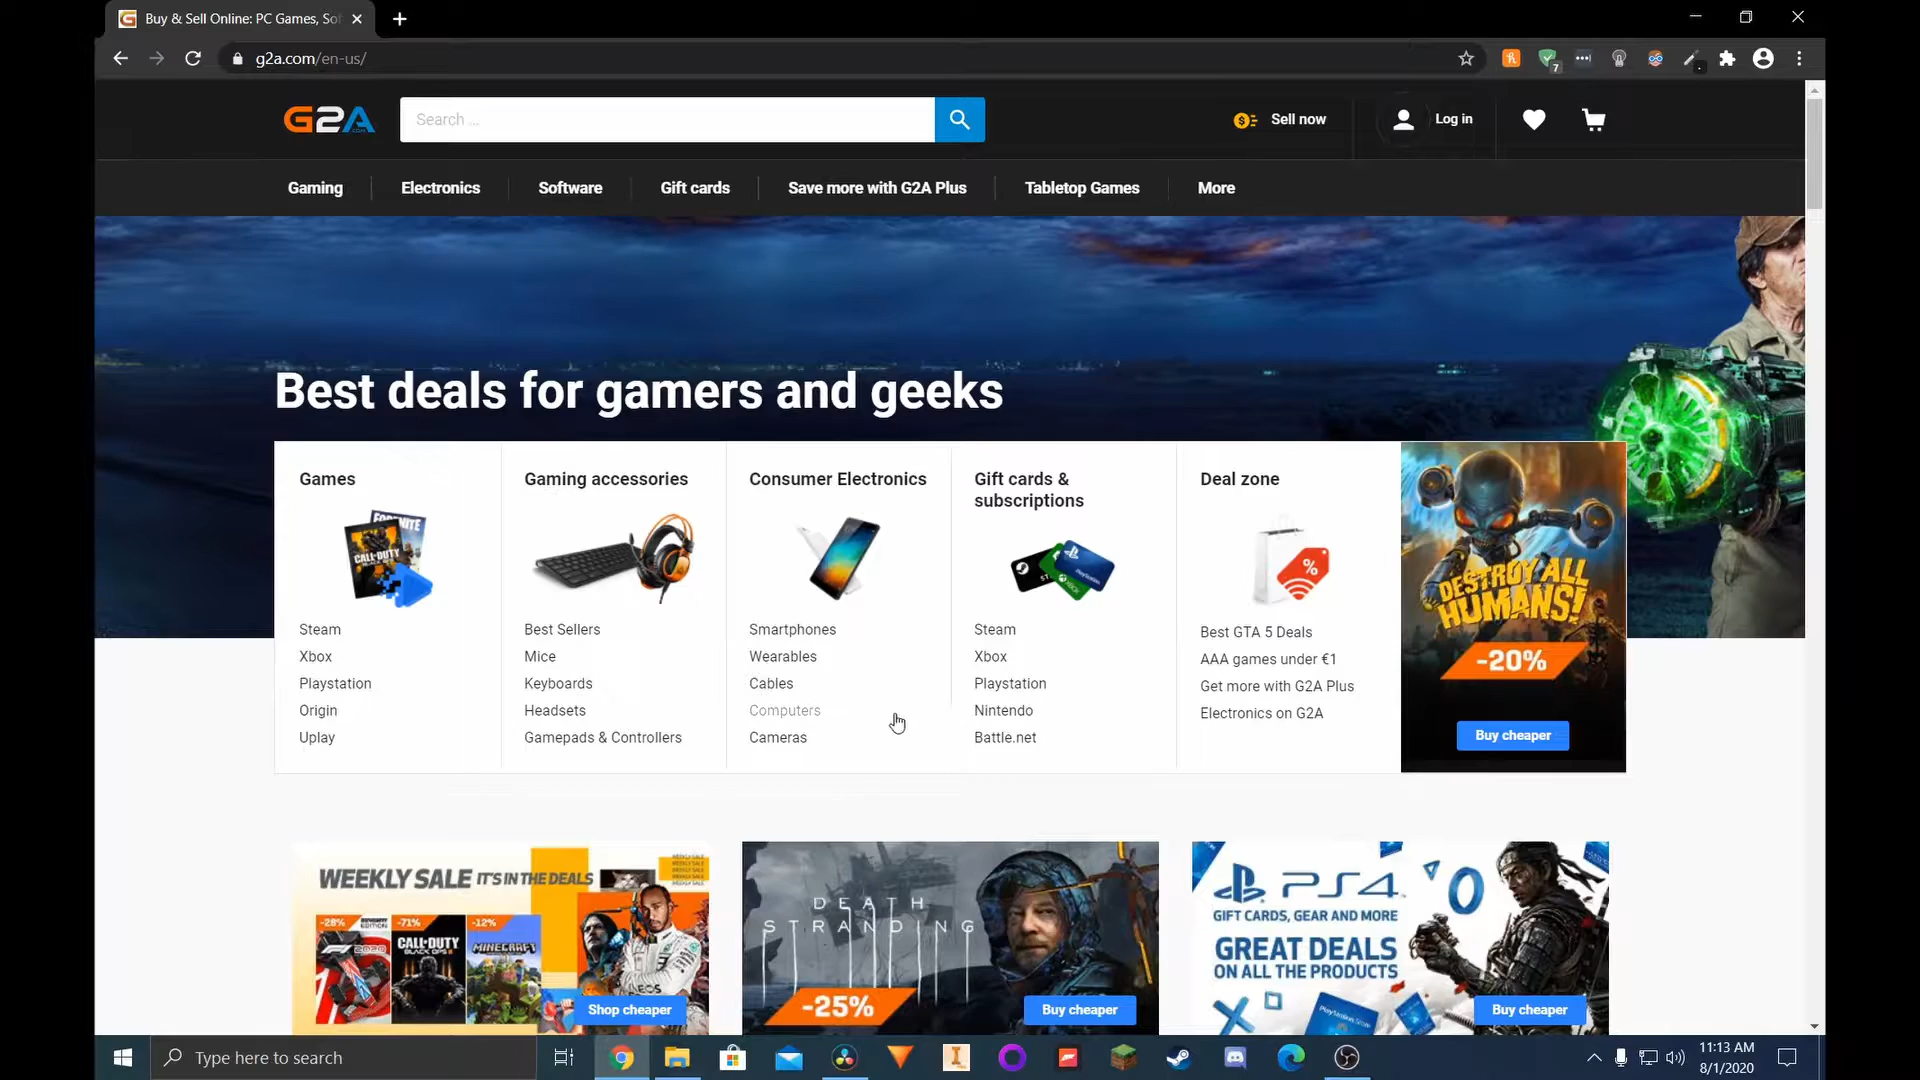 Buy & Sell Online: PC Games, So
g2a.com/en-us/
7
G2A
Search ...
Sell now
Log in
Gaming
Electronics
Software
Gift cards
Save more with G2A Plus
Tabletop Games
More
Best deals for gamers and geeks
Games
FORTNITE
CALL·DUTY
Steam
Xbox
Playstation
Origin
Uplay
Gaming accessories
Best Sellers
Mice
Keyboards
Headsets
Gamepads & Controllers
Consumer Electronics
Smartphones
Wearables
Cables
Computers
Cameras
Gift cards &
subscriptions
Steam
Xbox
Playstation
Nintendo
Battle.net
Deal zone
%
Best GTA 5 Deals
AAA games under €1
Get more with G2A Plus
Electronics on G2A
DESTROY ALL
HUMANS!
-20%
Buy cheaper
WEEKLY SALE IT'S IN THE DEALS
-28%
-71%
-12%
CALL·DUTY
MINECRAFT
Shop cheaper
DEATH
STRANDING
-25%
Buy cheaper
PS4
GIFT CARDS, GEAR AND MORE
GREAT DEALS
ON ALL THE PRODUCTS
Buy cheaper
Type here to search
11:13 AM
8/1/2020